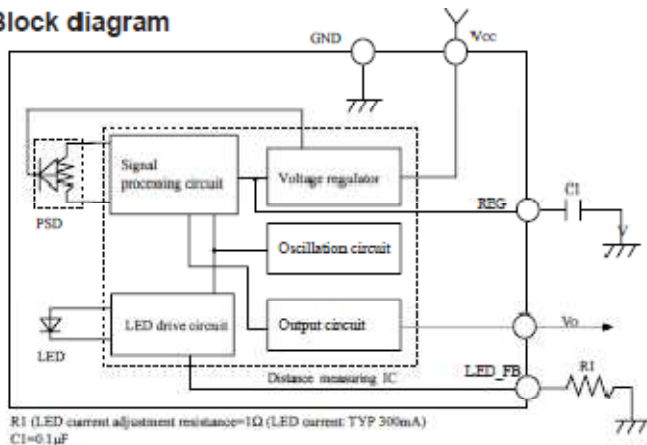 Block diagram
GND
Vcc
Signal
processing circuit
Voltage regulator
PSD
REG
C1
V
Oscillation circuit
LED drive circuit
Output circuit
Vo
LED
Distance measuring IC
LED_FB
R1
R1 (LED current adjustment resistance=1Ω (LED current: TYP 300mA)
C1=0.1μF